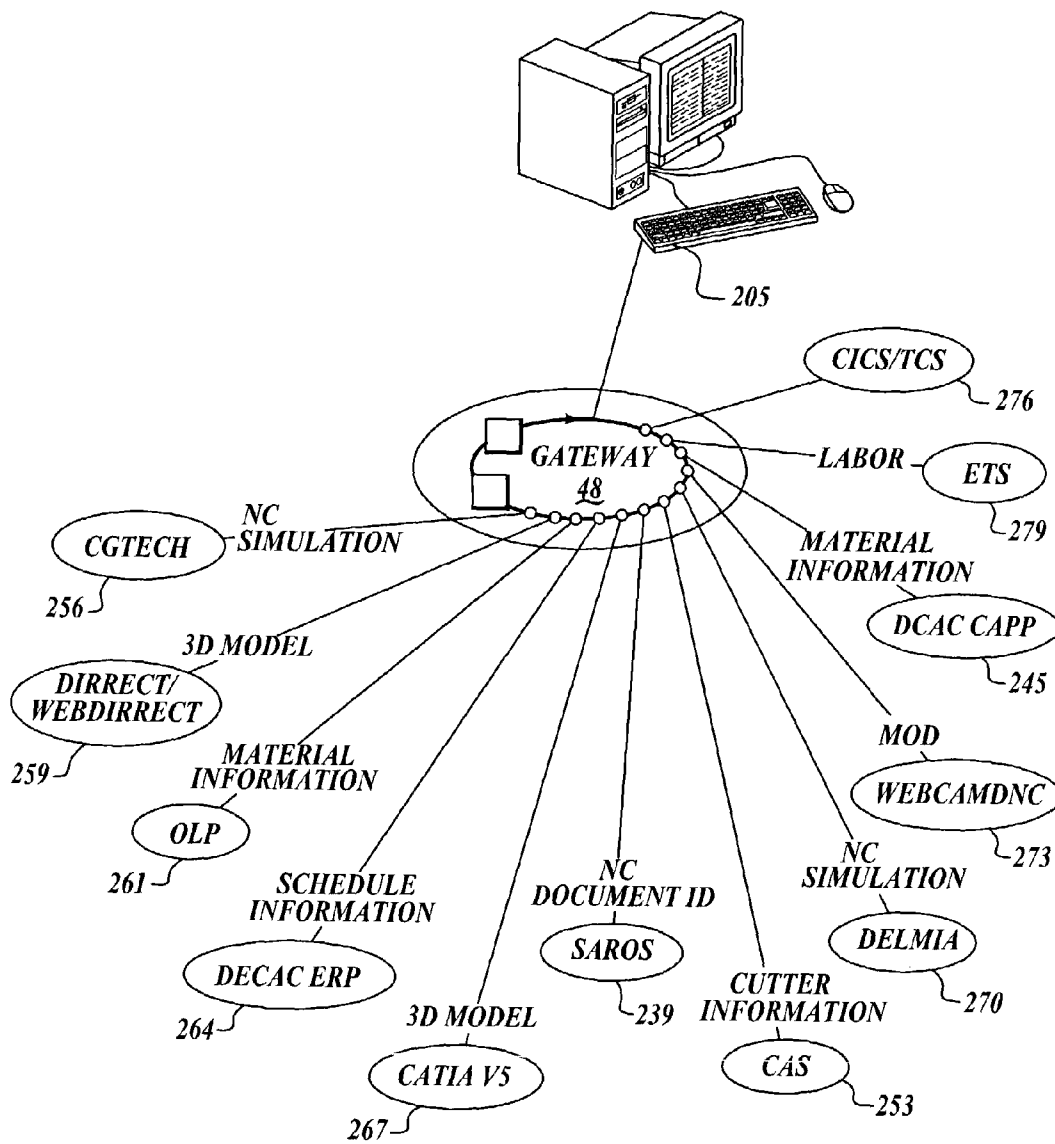 205
CICS/TCS
276
GATEWAY
48
LABOR
ETS
279
NC
SIMULATION
CGTECH
256
MATERIAL
INFORMATION
DCAC CAPP
245
3D MODEL
DIRRECT/
WEBDIRRECT
259
MOD
WEBCAMDNC
273
MATERIAL
INFORMATION
OLP
261
NC
SIMULATION
DELMIA
270
SCHEDULE
INFORMATION
DECAC ERP
264
NC
DOCUMENT ID
SAROS
239
CUTTER
INFORMATION
CAS
253
3D MODEL
CATIA V5
267